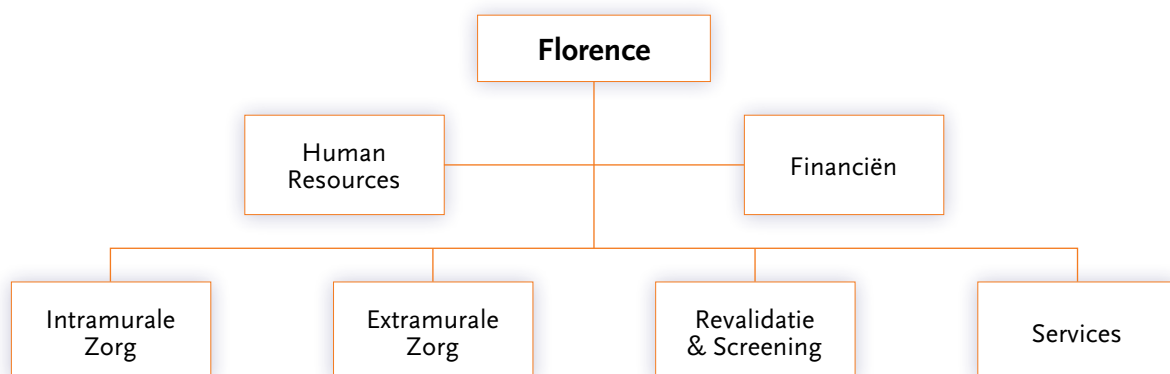 Florence
Human
Resources
Financiën
Intramurale
Zorg
Extramurale
Zorg
Revalidatie
& Screening
Services